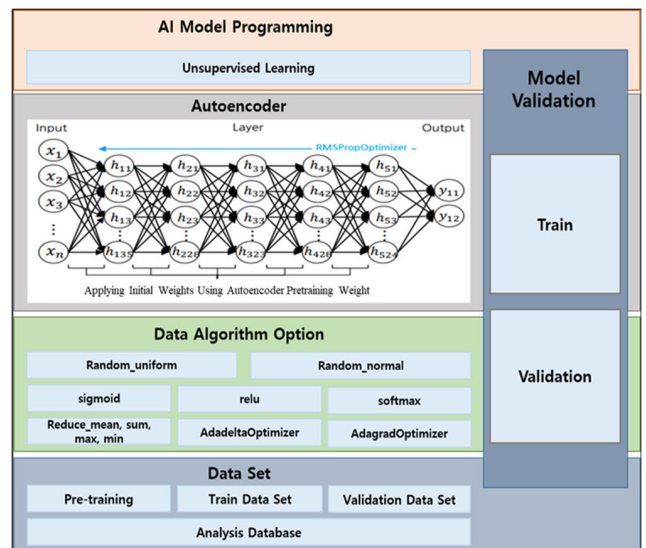 AI Model Programming
Unsupervised Learning
Model
Validation
Train
Validation
Autoencoder
Input Layer Output
RMSPropOptimizer
x1 h11 h21 h31 h41 h51
x2 h12 h22 h32 h42 h52 y11
x3 h13 h23 h33 h43 h53 y12
⋮ ⋮ ⋮ ⋮ ⋮ ⋮
xn h135 h228 h323 h428 h524
Applying Initial Weights Using Autoencoder Pretraining Weight
Data Algorithm Option
Random_uniform Random_normal
sigmoid relu softmax
Reduce_mean, sum,
max, min
AdadeltaOptimizer AdagradOptimizer
Data Set
Pre-training Train Data Set Validation Data Set
Analysis Database